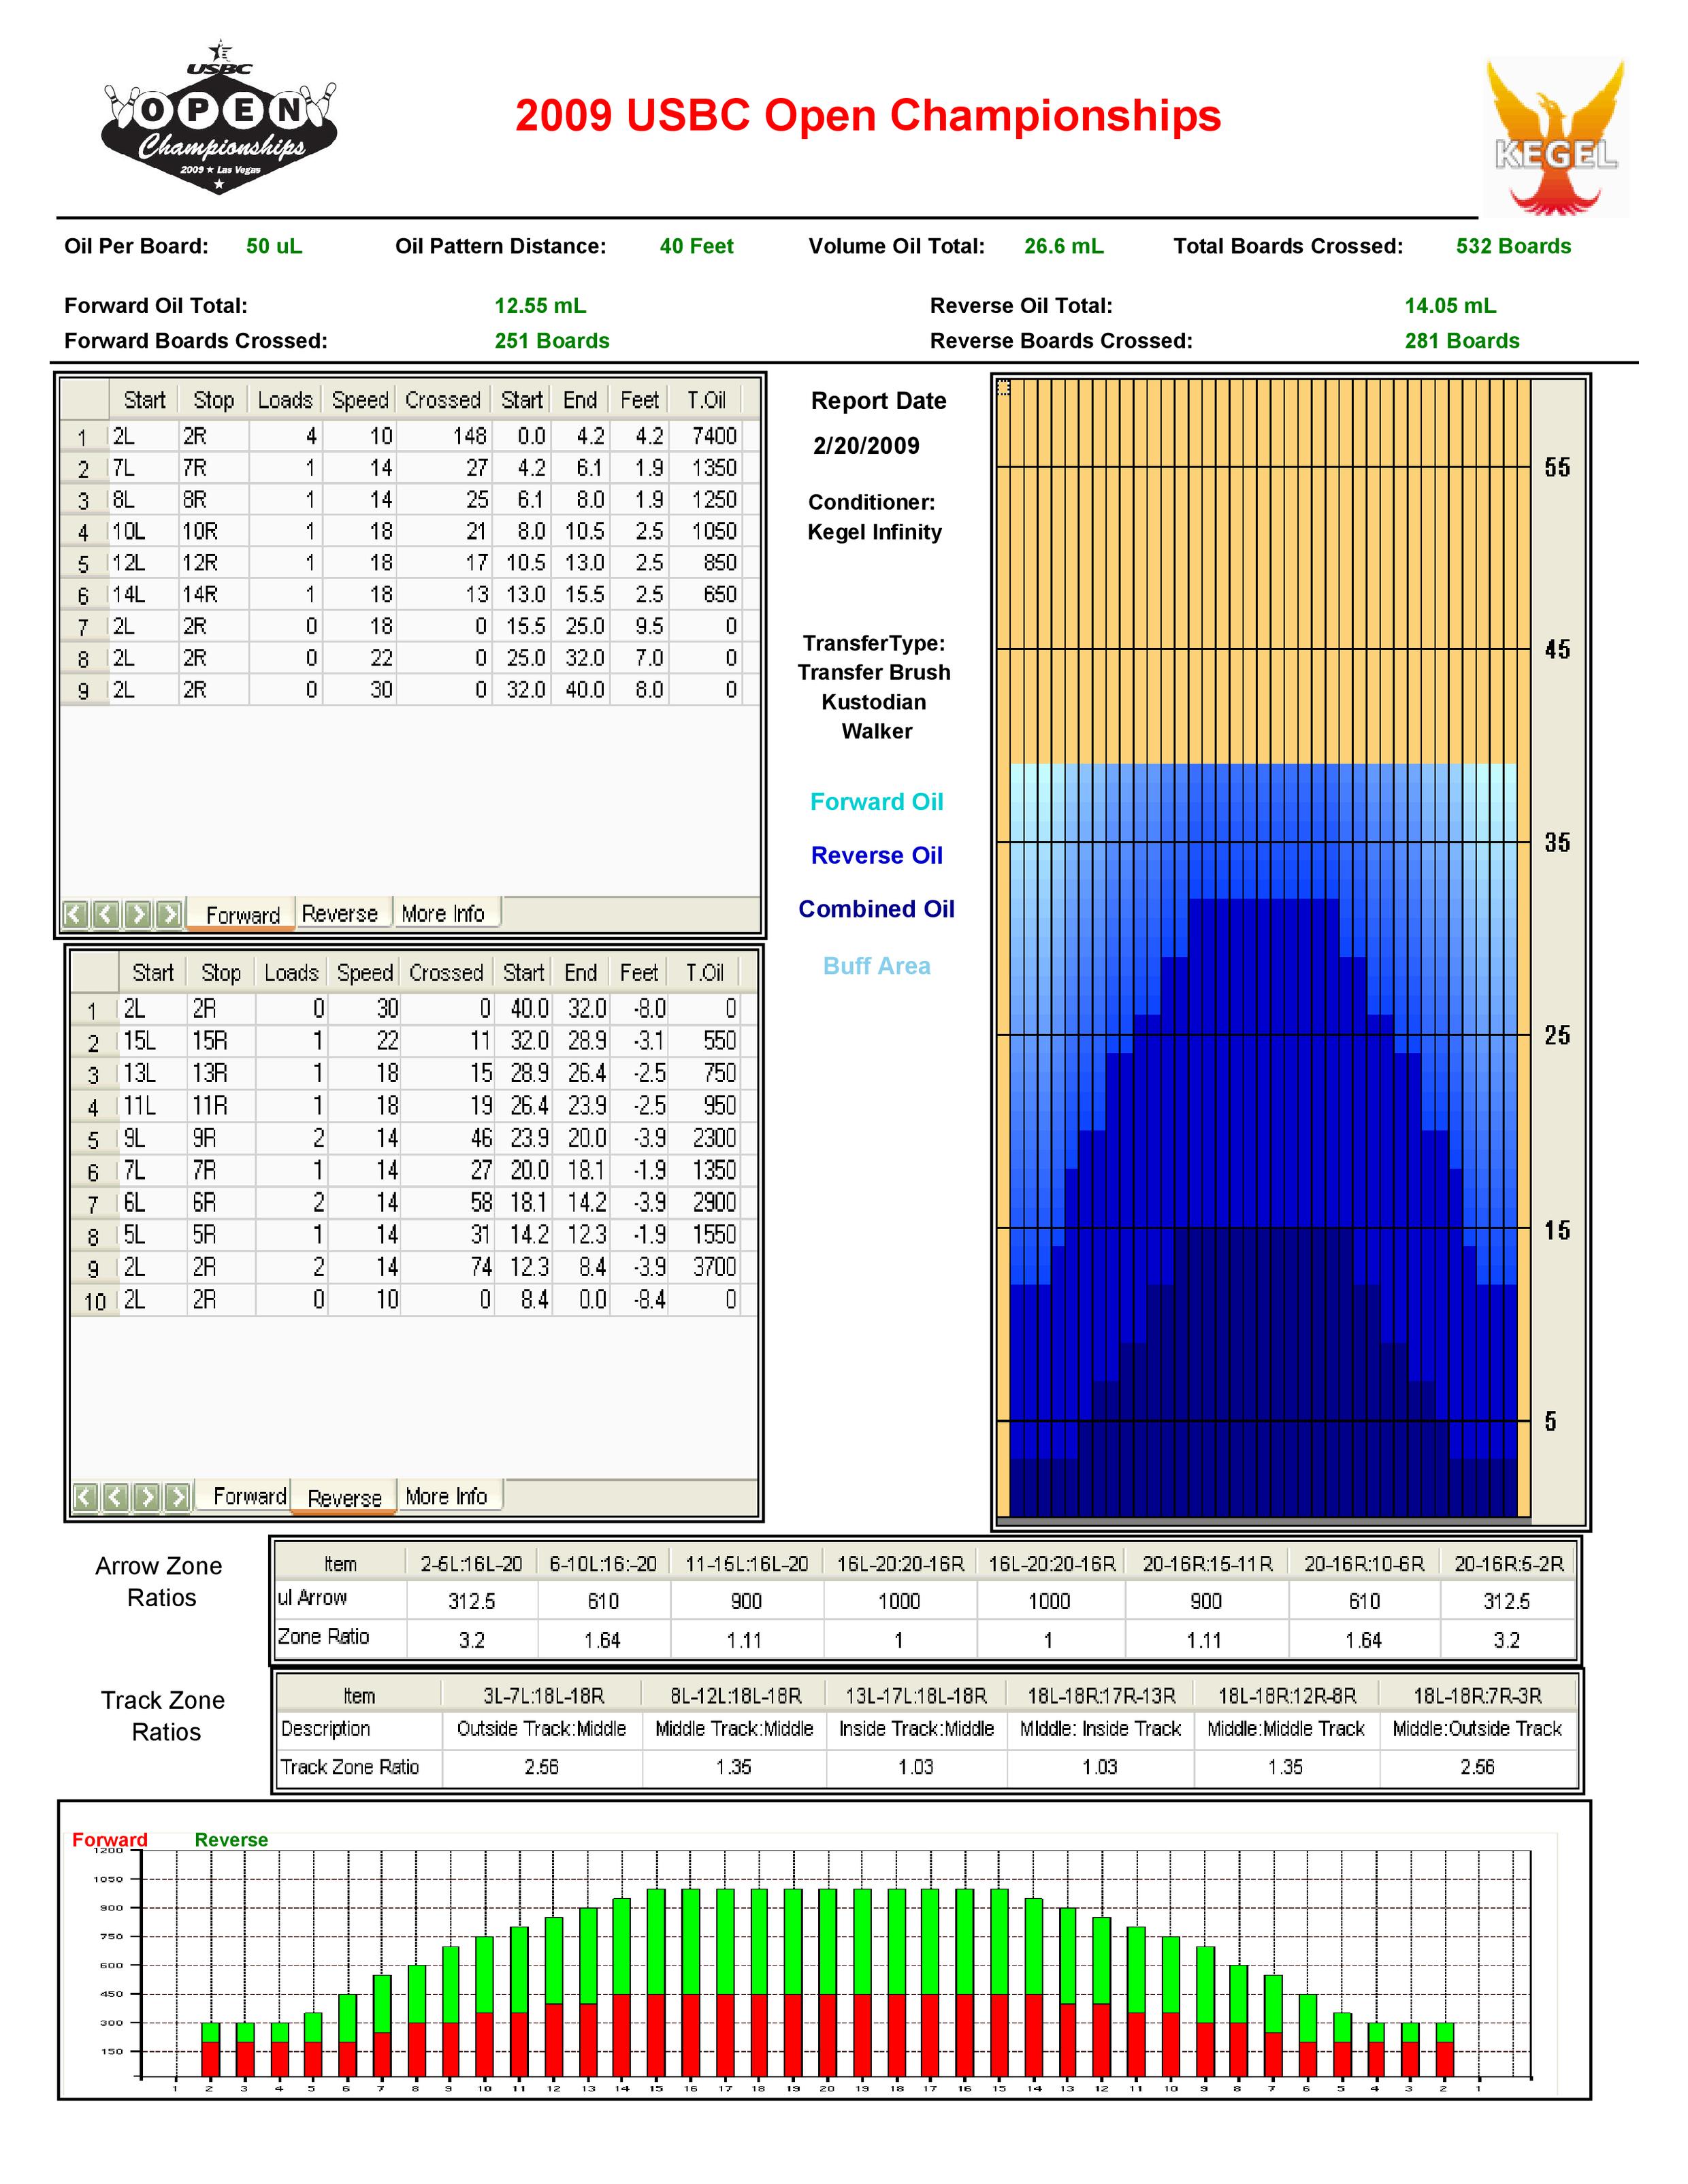 USBC
OPEN
Championships
2009 ★ Las Vegas
2009 USBC Open Championships
KEGEL
Oil Per Board: 50 uL Oil Pattern Distance: 40 Feet Volume Oil Total: 26.6 mL Total Boards Crossed: 532 Boards
Forward Oil Total: 12.55 mL Reverse Oil Total: 14.05 mL
Forward Boards Crossed: 251 Boards Reverse Boards Crossed: 281 Boards
Start Stop Loads Speed Crossed Start End Feet T.Oil
1 2L 2R 4 10 148 0.0 4.2 4.2 7400
2 7L 7R 1 14 27 4.2 6.1 1.9 1350
3 8L 8R 1 14 25 6.1 8.0 1.9 1250
4 10L 10R 1 18 21 8.0 10.5 2.5 1050
5 12L 12R 1 18 17 10.5 13.0 2.5 850
6 14L 14R 1 18 13 13.0 15.5 2.5 650
7 2L 2R 0 18 0 15.5 25.0 9.5 0
8 2L 2R 0 22 0 25.0 32.0 7.0 0
9 2L 2R 0 30 0 32.0 40.0 8.0 0
Forward Reverse More Info
Start Stop Loads Speed Crossed Start End Feet T.Oil
1 2L 2R 0 30 0 40.0 32.0 -8.0 0
2 15L 15R 1 22 11 32.0 28.9 -3.1 550
3 13L 13R 1 18 15 28.9 26.4 -2.5 750
4 11L 11R 1 18 19 26.4 23.9 -2.5 950
5 9L 9R 2 14 46 23.9 20.0 -3.9 2300
6 7L 7R 1 14 27 20.0 18.1 -1.9 1350
7 6L 6R 2 14 58 18.1 14.2 -3.9 2900
8 5L 5R 1 14 31 14.2 12.3 -1.9 1550
9 2L 2R 2 14 74 12.3 8.4 -3.9 3700
10 2L 2R 0 10 0 8.4 0.0 -8.4 0
Forward Reverse More Info
Report Date
2/20/2009
Conditioner:
Kegel Infinity
TransferType:
Transfer Brush
Kustodian
Walker
Forward Oil
Reverse Oil
Combined Oil
Buff Area
55
45
35
25
15
5
Arrow Zone
Ratios
Item 2-5L:16L-20 6-10L:16:-20 11-15L:16L-20 16L-20:20-16R 16L-20:20-16R 20-16R:15-11R 20-16R:10-6R 20-16R:5-2R
ul Arrow 312.5 610 900 1000 1000 900 610 312.5
Zone Ratio 3.2 1.64 1.11 1 1 1.11 1.64 3.2
Track Zone
Ratios
Item 3L-7L:18L-18R 8L-12L:18L-18R 13L-17L:18L-18R 18L-18R:17R-13R 18L-18R:12R-8R 18L-18R:7R-3R
Description Outside Track:Middle Middle Track:Middle Inside Track:Middle MIddle: Inside Track Middle:Middle Track Middle:Outside Track
Track Zone Ratio 2.56 1.35 1.03 1.03 1.35 2.56
Forward Reverse
1200
1050
900
750
600
450
300
150
1 2 3 4 5 6 7 8 9 10 11 12 13 14 15 16 17 18 19 20 19 18 17 16 15 14 13 12 11 10 9 8 7 6 5 4 3 2 1